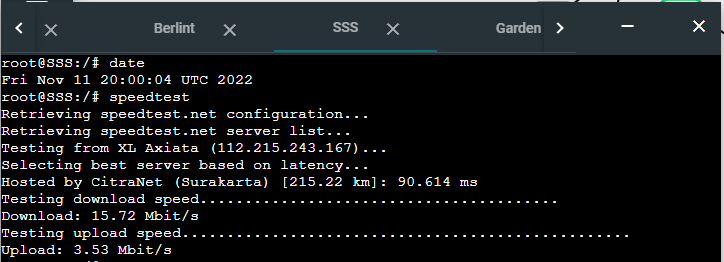 Berlint SSS Garden
root@SSS:/# date
Fri Nov 11 20:00:04 UTC 2022
root@SSS:/# speedtest
Retrieving speedtest.net configuration...
Retrieving speedtest.net server list...
Testing from XL Axiata (112.215.243.167)...
Selecting best server based on latency...
Hosted by CitraNet (Surakarta) [215.22 km]: 90.614 ms
Testing download speed........................................
Download: 15.72 Mbit/s
Testing upload speed..................................................
Upload: 3.53 Mbit/s